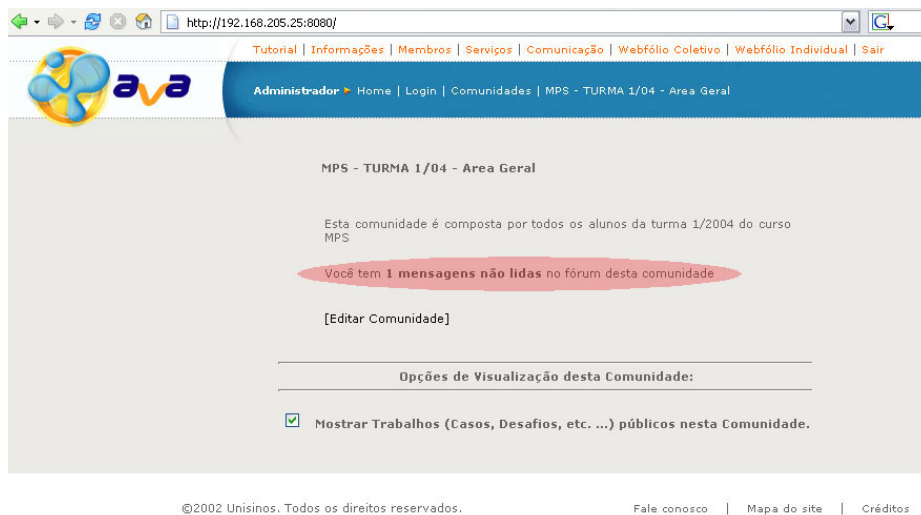 http://192.168.205.25:8080/
Tutorial | Informações | Membros | Serviços | Comunicação | Webfólio Coletivo | Webfólio Individual | Sair
ava
Administrador ► Home | Login | Comunidades | MPS - TURMA 1/04 - Area Geral
MPS - TURMA 1/04 - Area Geral
Esta comunidade é composta por todos os alunos da turma 1/2004 do curso
MPS
Você tem 1 mensagens não lidas no fórum desta comunidade
[Editar Comunidade]
Opções de Visualização desta Comunidade:
Mostrar Trabalhos (Casos, Desafios, etc. ...) públicos nesta Comunidade.
©2002 Unisinos. Todos os direitos reservados. Fale conosco | Mapa do site | Créditos